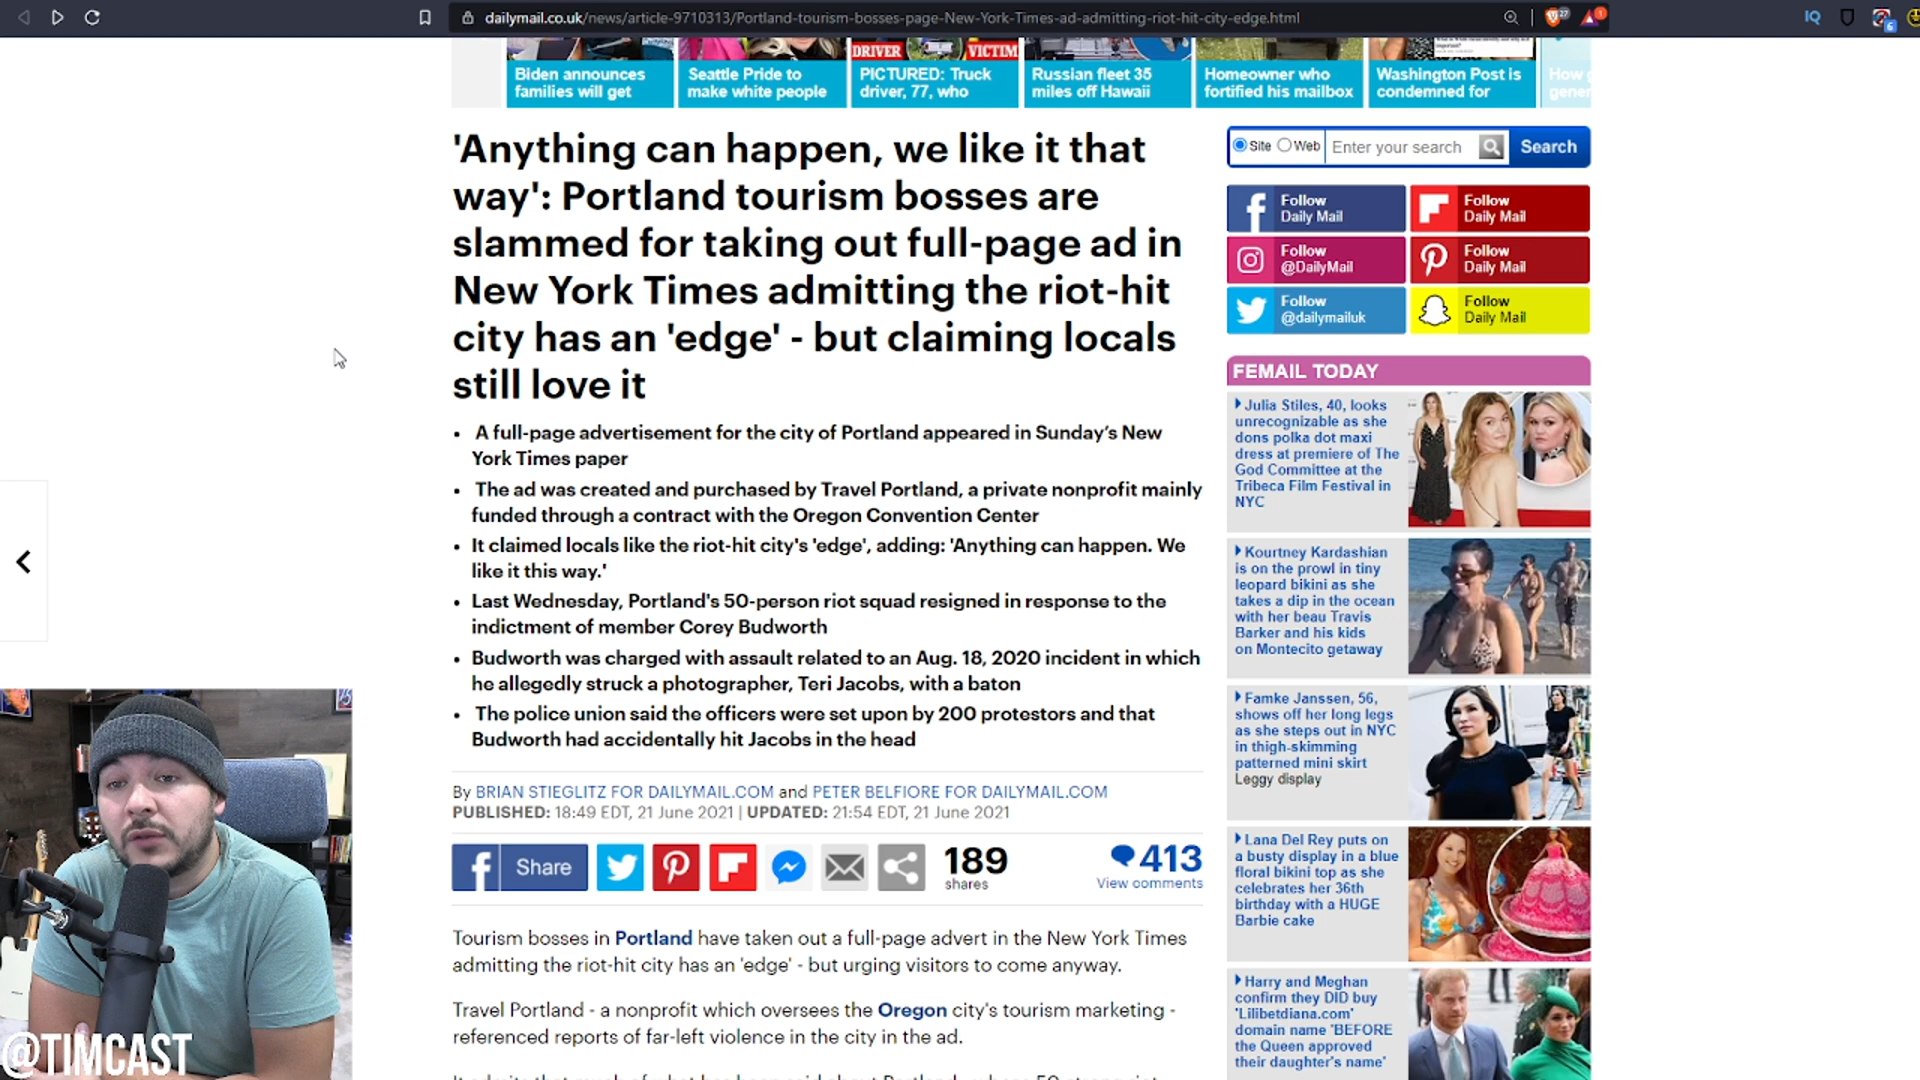 dailymail.co.uk/news/article-9710313/Portland-tourism-bosses-page-New-York-Times-ad-admitting-riot-hit-city-edge.html
27
1
IQ
6
DRIVER
VICTIM
Biden announces
families will get
Seattle Pride to
make white people
PICTURED: Truck
driver, 77, who
Russian fleet 35
miles off Hawaii
Homeowner who
fortified his mailbox
Washington Post is
condemned for
'Anything can happen, we like it that
way': Portland tourism bosses are
slammed for taking out full-page ad in
New York Times admitting the riot-hit
city has an 'edge' - but claiming locals
still love it
• A full-page advertisement for the city of Portland appeared in Sunday's New
York Times paper
• The ad was created and purchased by Travel Portland, a private nonprofit mainly
funded through a contract with the Oregon Convention Center
• It claimed locals like the riot-hit city's 'edge', adding: 'Anything can happen. We
like it this way.'
• Last Wednesday, Portland's 50-person riot squad resigned in response to the
indictment of member Corey Budworth
• Budworth was charged with assault related to an Aug. 18, 2020 incident in which
he allegedly struck a photographer, Teri Jacobs, with a baton
• The police union said the officers were set upon by 200 protestors and that
Budworth had accidentally hit Jacobs in the head
By BRIAN STIEGLITZ FOR DAILYMAIL.COM and PETER BELFIORE FOR DAILYMAIL.COM
PUBLISHED: 18:49 EDT, 21 June 2021 | UPDATED: 21:54 EDT, 21 June 2021
Share
189
shares
413
View comments
Tourism bosses in Portland have taken out a full-page advert in the New York Times
admitting the riot-hit city has an 'edge' - but urging visitors to come anyway.
Travel Portland - a nonprofit which oversees the Oregon city's tourism marketing -
referenced reports of far-left violence in the city in the ad.
Site
Web
Enter your search
Search
Follow
Daily Mail
Follow
Daily Mail
Follow
@DailyMail
Follow
Daily Mail
Follow
@dailymailuk
Follow
Daily Mail
FEMAIL TODAY
Julia Stiles, 40, looks
unrecognizable as she
dons polka dot maxi
dress at premiere of The
God Committee at the
Tribeca Film Festival in
NYC
Kourtney Kardashian
is on the prowl in tiny
leopard bikini as she
takes a dip in the ocean
with her beau Travis
Barker and his kids
on Montecito getaway
Famke Janssen, 56,
shows off her long legs
as she steps out in NYC
in thigh-skimming
patterned mini skirt
Leggy display
Lana Del Rey puts on
a busty display in a blue
floral bikini top as she
celebrates her 36th
birthday with a HUGE
Barbie cake
Harry and Meghan
confirm they DID buy
'Lilibetdiana.com'
domain name 'BEFORE
the Queen approved
their daughter's name'
@TIMCAST